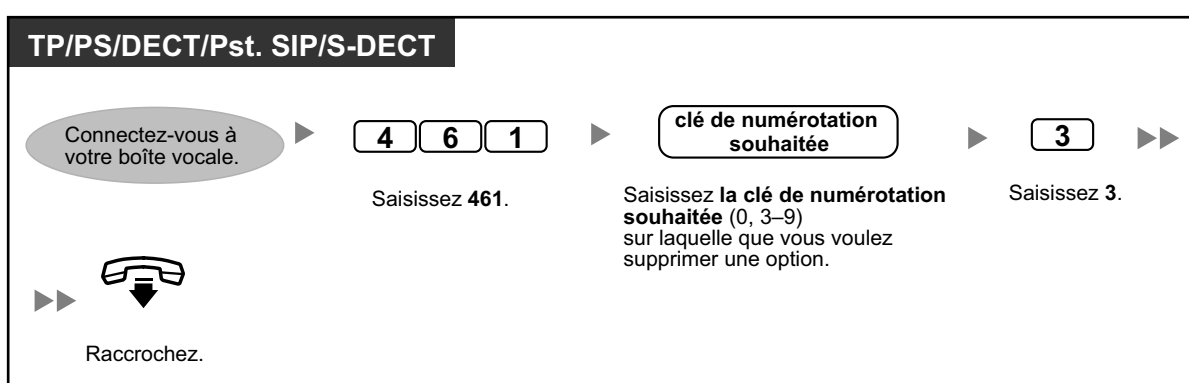 TP/PS/DECT/Pst. SIP/S-DECT
Connectez-vous à
votre boîte vocale.
4 6 1
Saisissez 461.
clé de numérotation
souhaitée
Saisissez la clé de numérotation
souhaitée (0, 3–9)
sur laquelle que vous voulez
supprimer une option.
3
Saisissez 3.
Raccrochez.